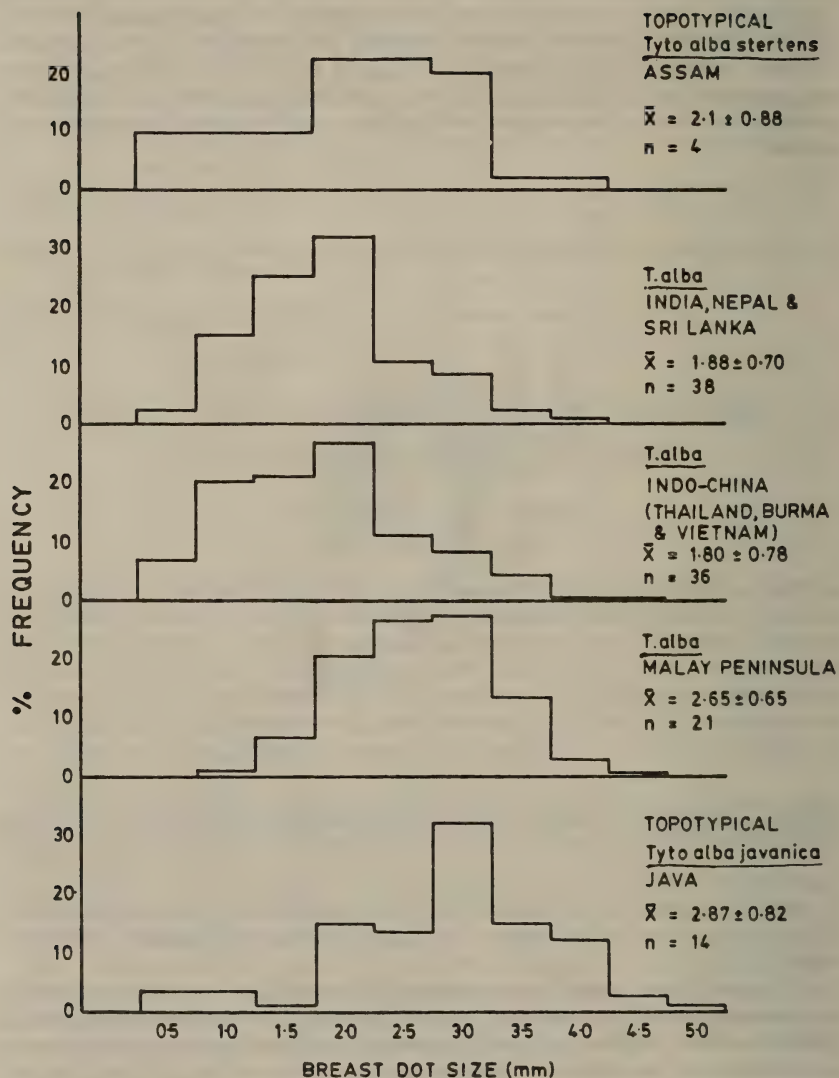 TOPOTYPICAL
Tyto alba stertens
ASSAM
x̄ = 2·1 ± 0·88
n = 4
20
10
0
T.alba
INDIA, NEPAL &
SRI LANKA
x̄ = 1·88 ± 0·70
n = 38
30
20
10
0
T.alba
INDO-CHINA
(THAILAND, BURMA
& VIETNAM)
x̄ = 1·80 ± 0·78
n = 36
20
10
0
T.alba
MALAY PENINSULA
x̄ = 2·65 ± 0·65
n = 21
20
10
0
TOPOTYPICAL
Tyto alba javanica
JAVA
x̄ = 2·87 ± 0·82
n = 14
30
20
10
0
% FREQUENCY
0·5 1·0 1·5 2·0 2·5 3·0 3·5 4·0 4·5 5·0
BREAST DOT SIZE (mm)